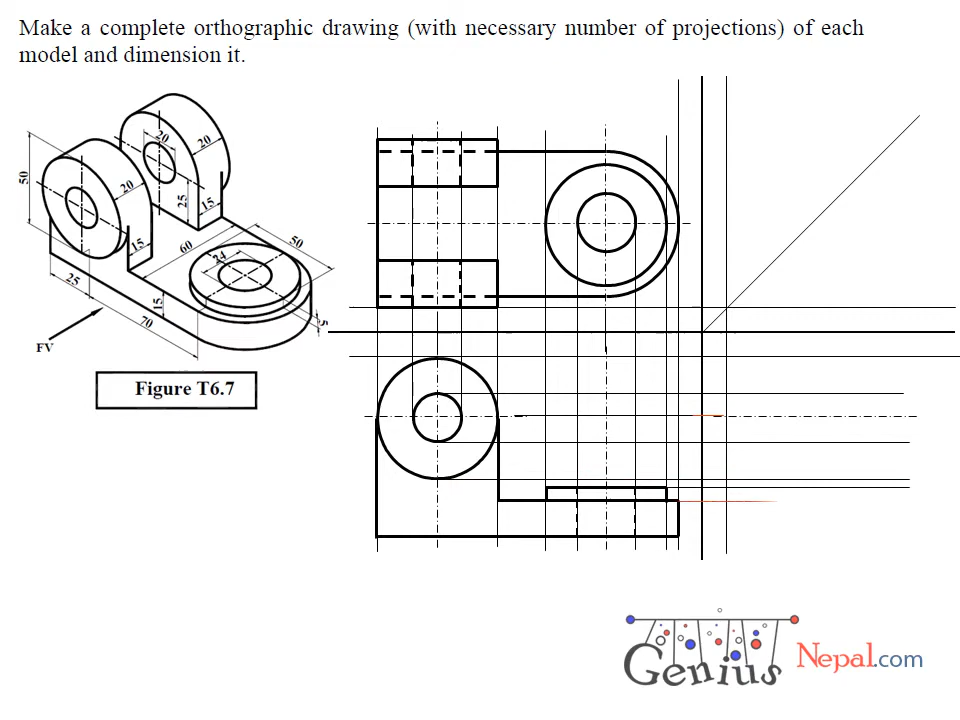 Make a complete orthographic drawing (with necessary number of projections) of each
model and dimension it.
20
20
50
20
25
15
15
60
50
24
25
15
70
5
FV
Figure T6.7
Genius Nepal.com